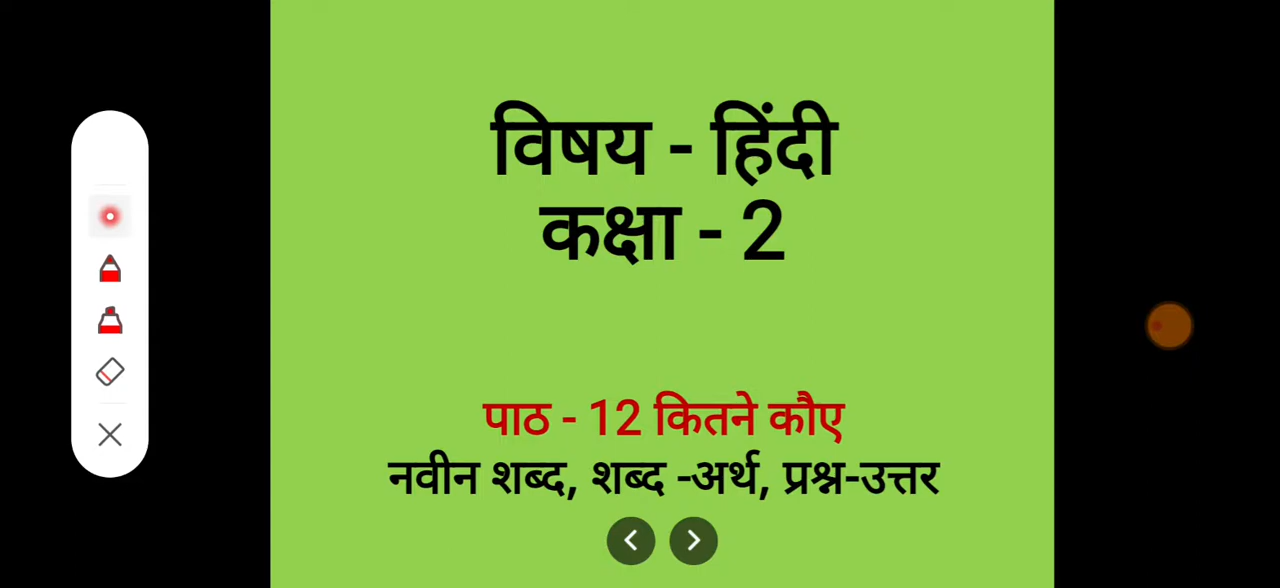 विषय - हिंदी
कक्षा - 2
पाठ - 12 कितने कौए
नवीन शब्द, शब्द -अर्थ, प्रश्न-उत्तर